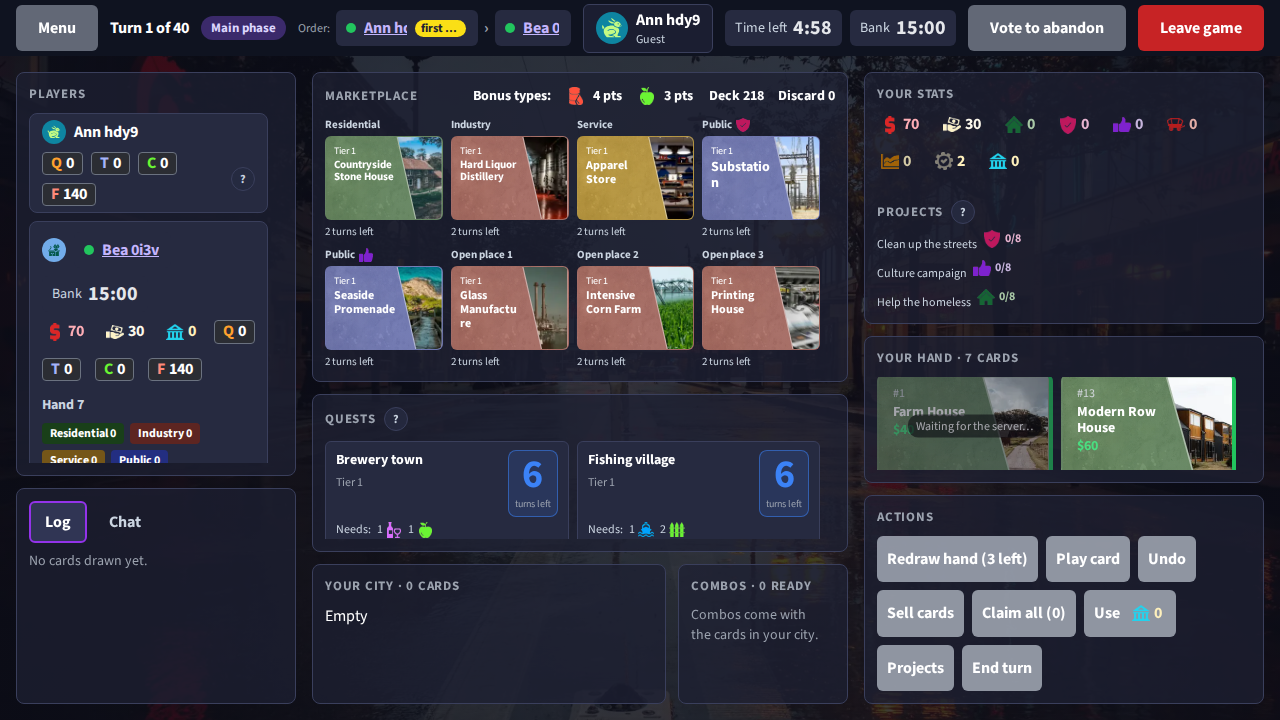 Menu
Turn 1 of 40
Main phase
Order:
first ...
›
Ann hdy9
Guest
Time left 4:58
Bank 15:00
Vote to abandon
Leave game
PLAYERS
Ann hdy9
Q 0
T 0
C 0
F 140
?
Bea 0i3v
Bank 15:00
70
30
0
Q 0
T 0
C 0
F 140
Hand 7
Residential 0
Industry 0
Service 0
Public 0
Log
Chat
No cards drawn yet.
MARKETPLACE
Bonus types:
4 pts
3 pts
Deck 218
Discard 0
Residential
Industry
Service
Public
Tier 1
Countryside
Stone House
Tier 1
Hard Liquor
Distillery
Tier 1
Apparel
Store
Tier 1
Substatio
n
2 turns left
2 turns left
2 turns left
2 turns left
Public
Open place 1
Open place 2
Open place 3
Tier 1
Seaside
Promenade
Tier 1
Glass
Manufactu
re
Tier 1
Intensive
Corn Farm
Tier 1
Printing
House
2 turns left
2 turns left
2 turns left
2 turns left
QUESTS
?
Brewery town
Tier 1
6
turns left
Needs: 1 1
Fishing village
Tier 1
6
turns left
Needs: 1 2
YOUR CITY · 0 CARDS
Empty
COMBOS · 0 READY
Combos come with
the cards in your city.
YOUR STATS
70
30
0
0
0
0
0
2
0
PROJECTS
?
Clean up the streets 0/8
Culture campaign 0/8
Help the homeless 0/8
YOUR HAND · 7 CARDS
#1
Farm House
Waiting for the server...
#13
Modern Row
House
$60
ACTIONS
Redraw hand (3 left)
Play card
Undo
Sell cards
Claim all (0)
Use 0
Projects
End turn